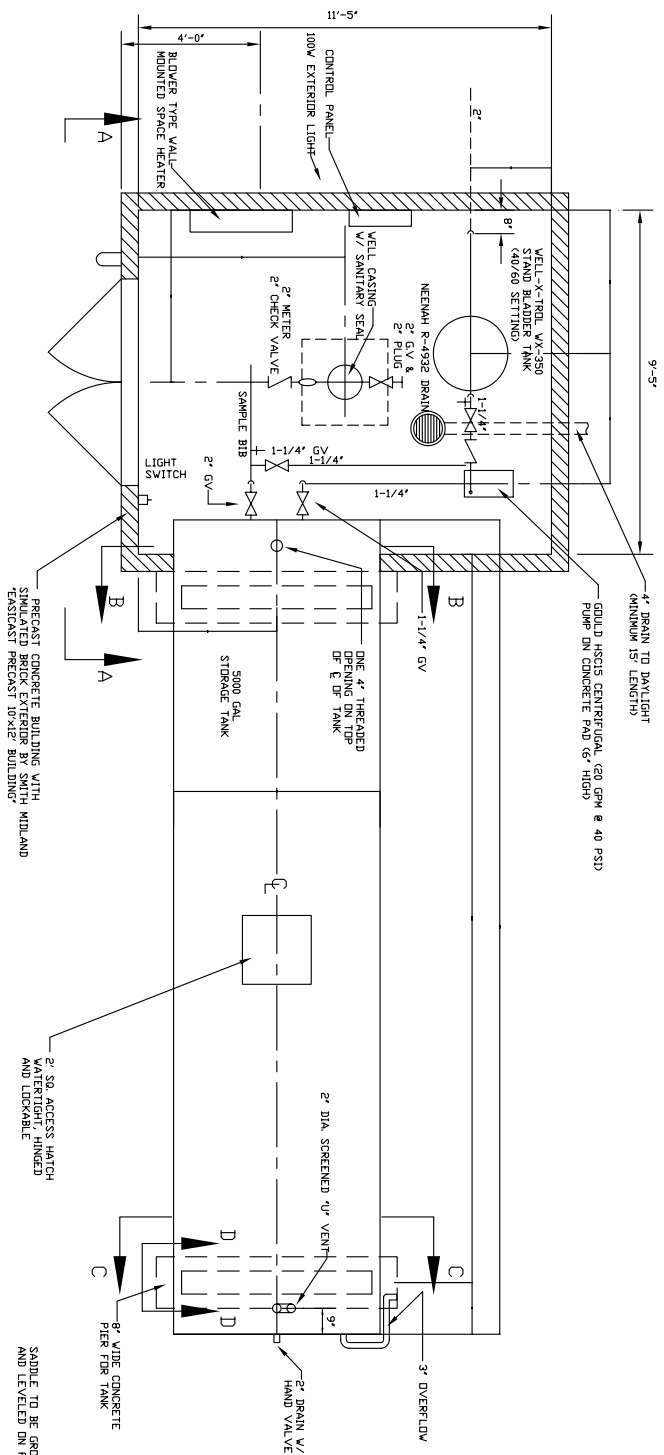 11'-5"
4'-0"
9'-5"
8"
2"
BLOWER TYPE WALL
MOUNTED SPACE HEATER
CONTROL PANEL
100W EXTERIOR LIGHT
WELL-X-TROL WX-350
STAND BLADDER TANK
(40/60 SETTING)
WELL CASING
W/ SANITARY SEAL
NEENAH R-4932 DRAIN
2" G.V &
2" PLUG
2" METER
2" CHECK VALVE
SAMPLE BIB
1-1/4" GV
1-1/4"
1-1/4"
1-1/4"
2" GV
LIGHT
SWITCH
1-1/4" GV
4" DRAIN TO DAYLIGHT
(MINIMUM 15' LENGTH)
GOULD HSC15 CENTRIFUGAL (20 GPM @ 40 PSI)
PUMP ON CONCRETE PAD (6" HIGH)
ONE 4" THREADED
OPENING ON TOP
OF ℄ OF TANK
5000 GAL
STORAGE TANK
PRECAST CONCRETE BUILDING WITH
SIMULATED BRICK EXTERIOR BY SMITH MIDLAND
"EASICAST PRECAST 10'x12' BUILDING"
A
A
B
B
℄
2' SQ. ACCESS HATCH
WATERTIGHT, HINGED
AND LOCKABLE
2" DIA. SCREENED "U" VENT
C
C
D
D
9"
3" OVERFLOW
2" DRAIN W/
HAND VALVE
8" WIDE CONCRETE
PIER FOR TANK
SADDLE TO BE GRO
AND LEVELED ON